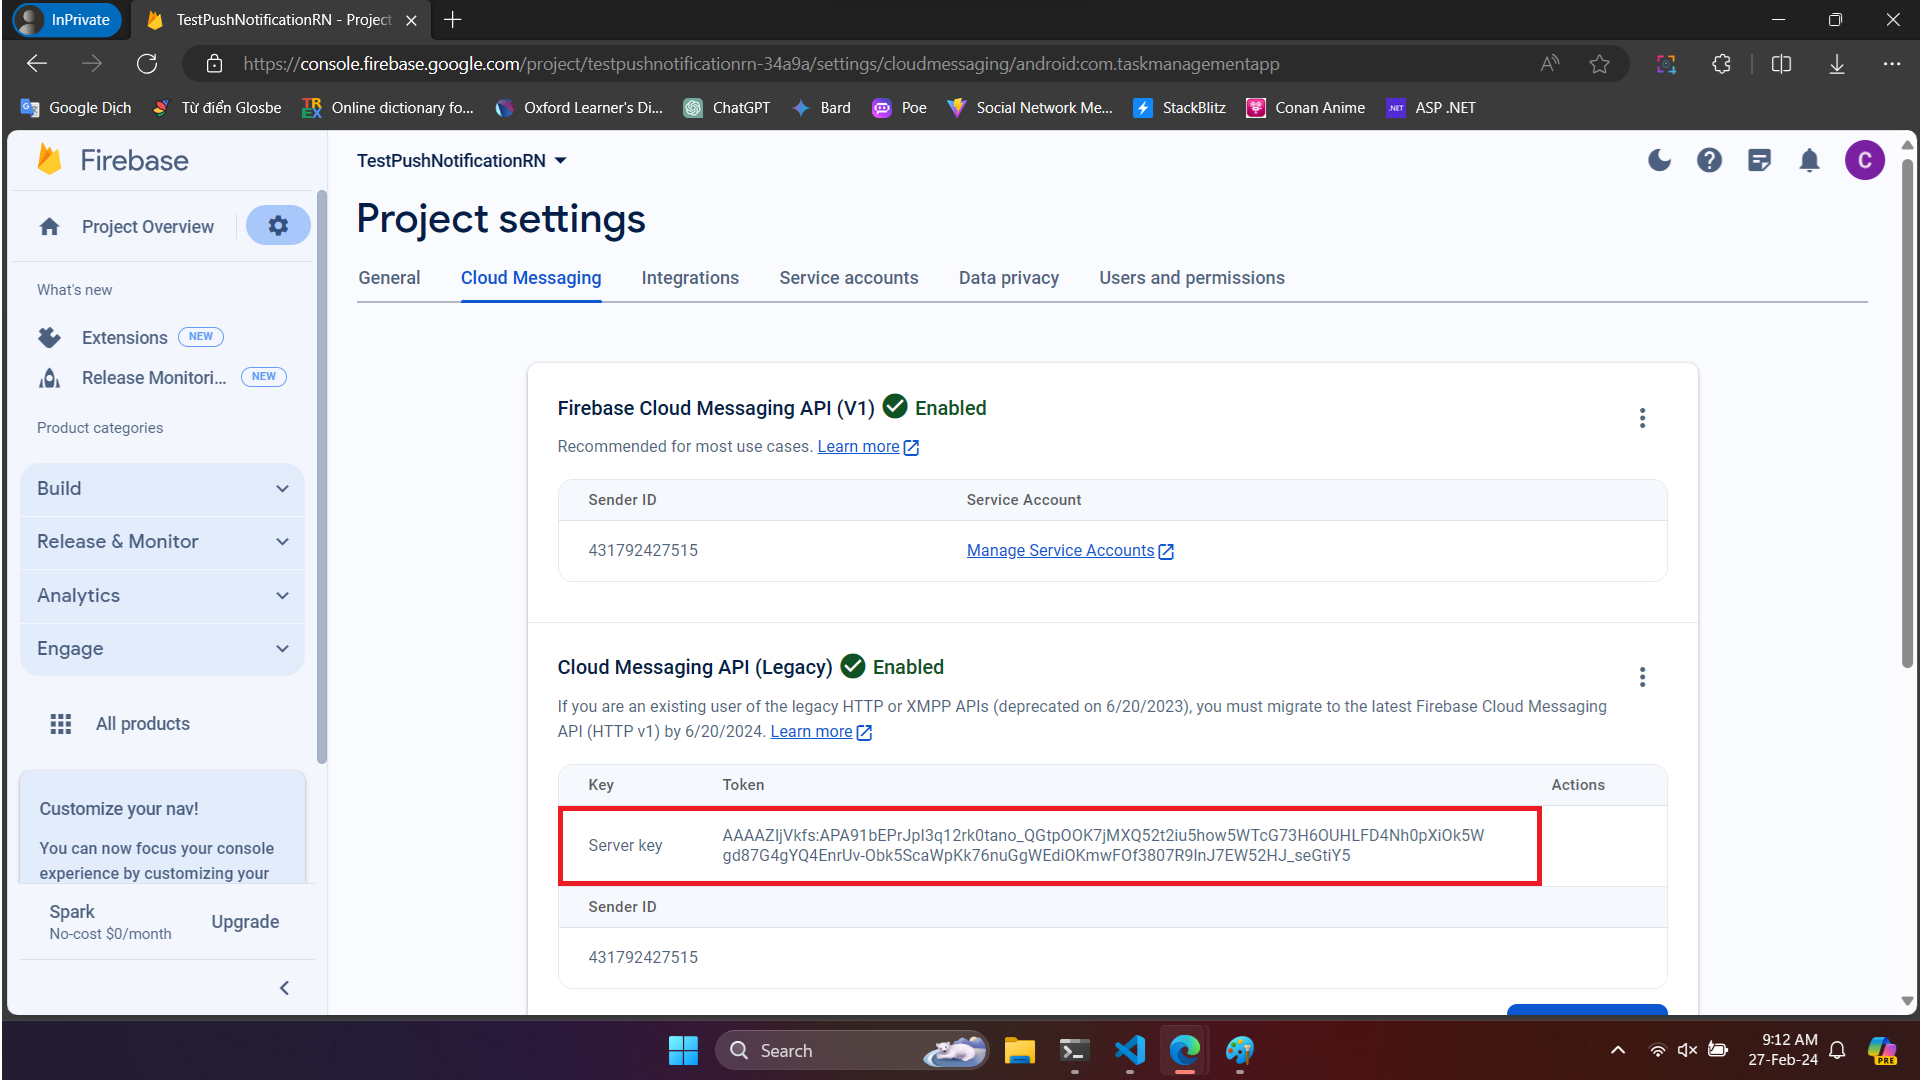 InPrivate
TestPushNotificationRN - Project
https://console.firebase.google.com/project/testpushnotificationrn-34a9a/settings/cloudmessaging/android:com.taskmanagementapp
Google Dịch
Từ điển Glosbe
Online dictionary fo...
Oxford Learner's Di...
ChatGPT
Bard
Poe
Social Network Me...
StackBlitz
Conan Anime
ASP .NET
Firebase
TestPushNotificationRN
C
Project Overview
Project settings
General
Cloud Messaging
Integrations
Service accounts
Data privacy
Users and permissions
What's new
Extensions NEW
Release Monitori... NEW
Product categories
Build
Release & Monitor
Analytics
Engage
All products
Customize your nav!
You can now focus your console
experience by customizing your
Spark
No-cost $0/month
Upgrade
Firebase Cloud Messaging API (V1) Enabled
Recommended for most use cases. Learn more
Sender ID
Service Account
431792427515
Manage Service Accounts
Cloud Messaging API (Legacy) Enabled
If you are an existing user of the legacy HTTP or XMPP APIs (deprecated on 6/20/2023), you must migrate to the latest Firebase Cloud Messaging
API (HTTP v1) by 6/20/2024. Learn more
Key
Token
Actions
Server key
AAAAZIjVkfs:APA91bEPrJpI3q12rk0tano_QGtpOOK7jMXQ52t2iu5how5WTcG73H6OUHLFD4Nh0pXiOk5W
gd87G4gYQ4EnrUv-Obk5ScaWpKk76nuGgWEdiOKmwFOf3807R9InJ7EW52HJ_seGtiY5
Sender ID
431792427515
Search
9:12 AM
27-Feb-24
PRE